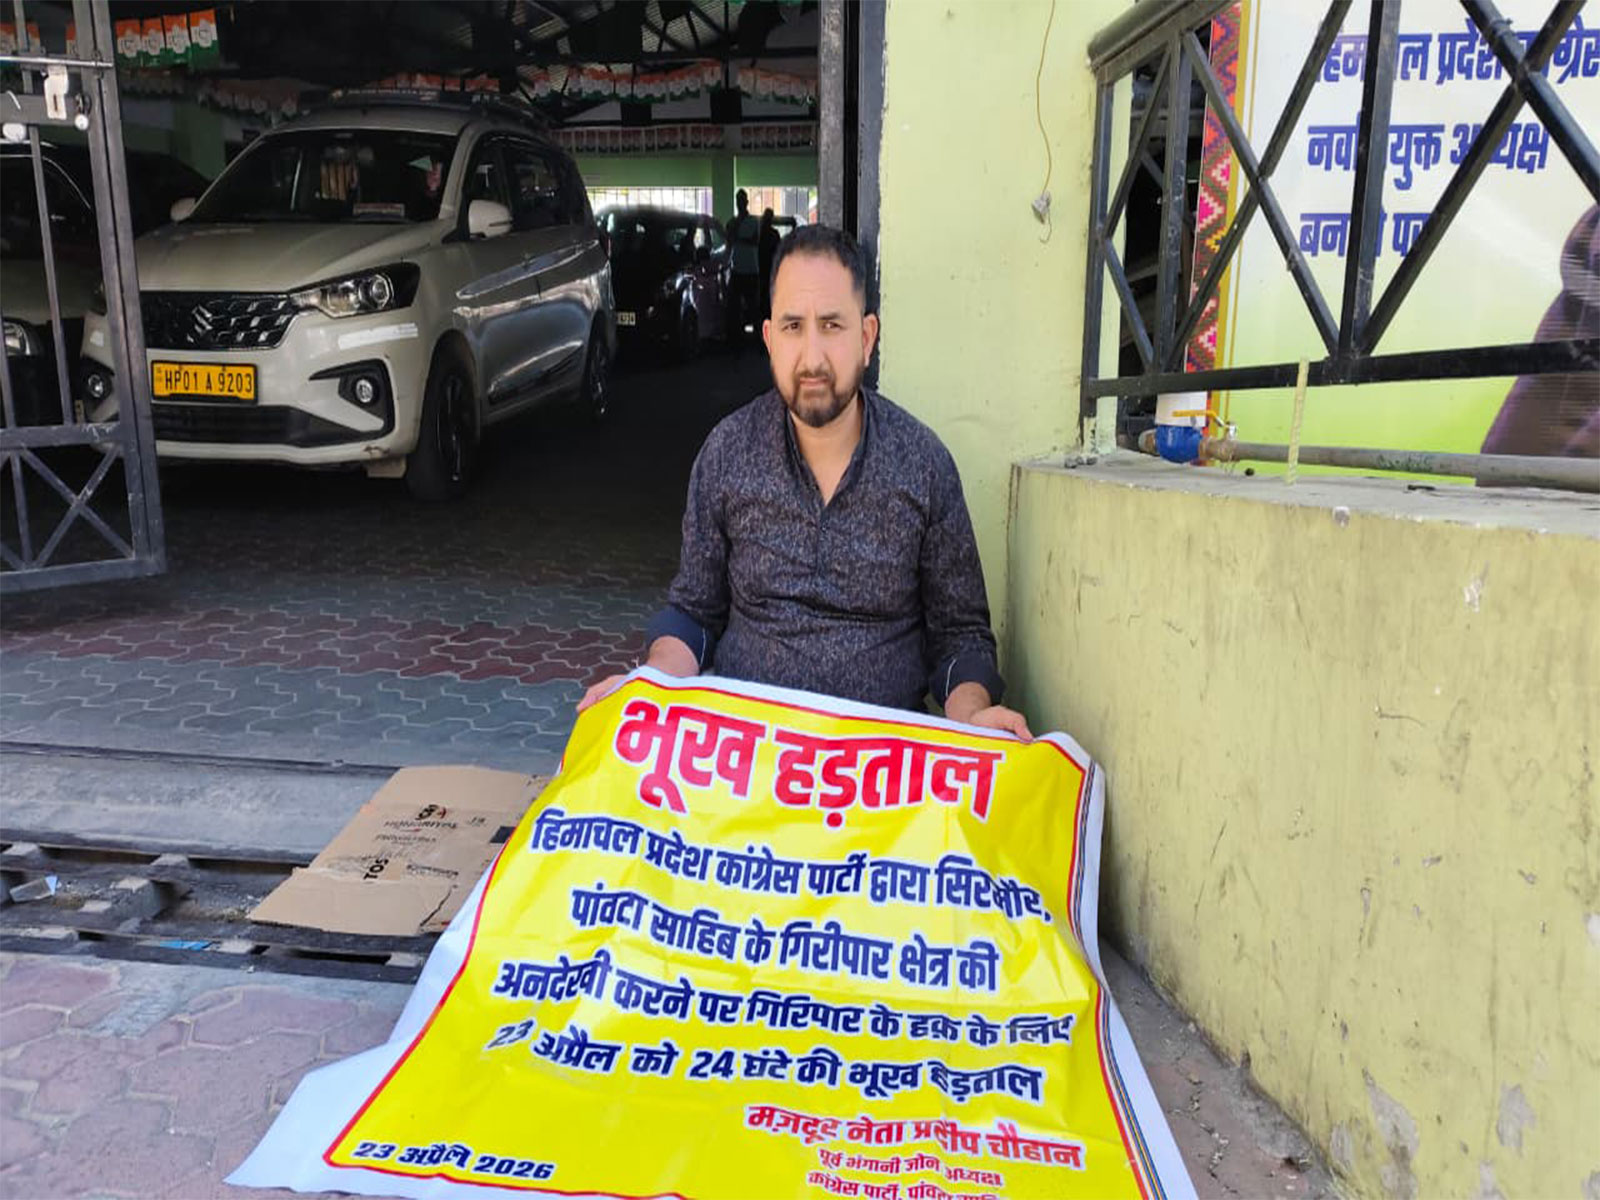 हिमाचल प्रदेश कांग्रेस
नवनियुक्त अध्यक्ष
HP01 A 9203
भूख हड़ताल
हिमाचल प्रदेश कांग्रेस पार्टी द्वारा सिरमौर,
पांवटा साहिब के गिरीपार क्षेत्र की
अनदेखी करने पर गिरिपार के हक़ के लिए
23 अप्रैल को 24 घंटे की भूख हड़ताल
मज़दूर नेता प्रदीप चौहान
पूर्व भंगानी जोन अध्यक्ष
कांग्रेस पार्टी, पांवटा साहिब
23 अप्रैल 2026